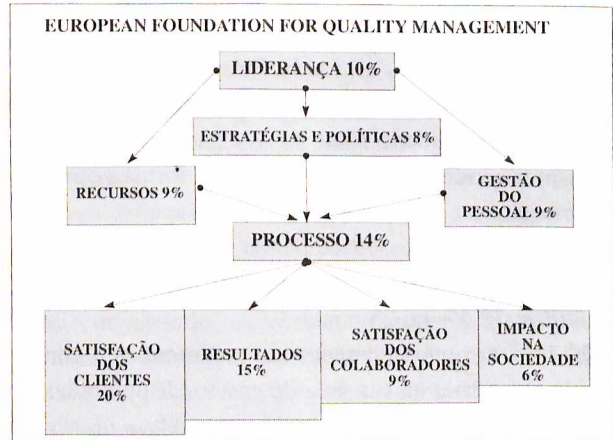 EUROPEAN FOUNDATION FOR QUALITY MANAGEMENT
LIDERANÇA 10%
ESTRATÉGIAS E POLÍTICAS 8%
RECURSOS 9%
GESTÃO
DO
PESSOAL 9%
PROCESSO 14%
SATISFAÇÃO
DOS
CLIENTES
20%
RESULTADOS
15%
SATISFAÇÃO
DOS
COLABORADORES
9%
IMPACTO
NA
SOCIEDADE
6%